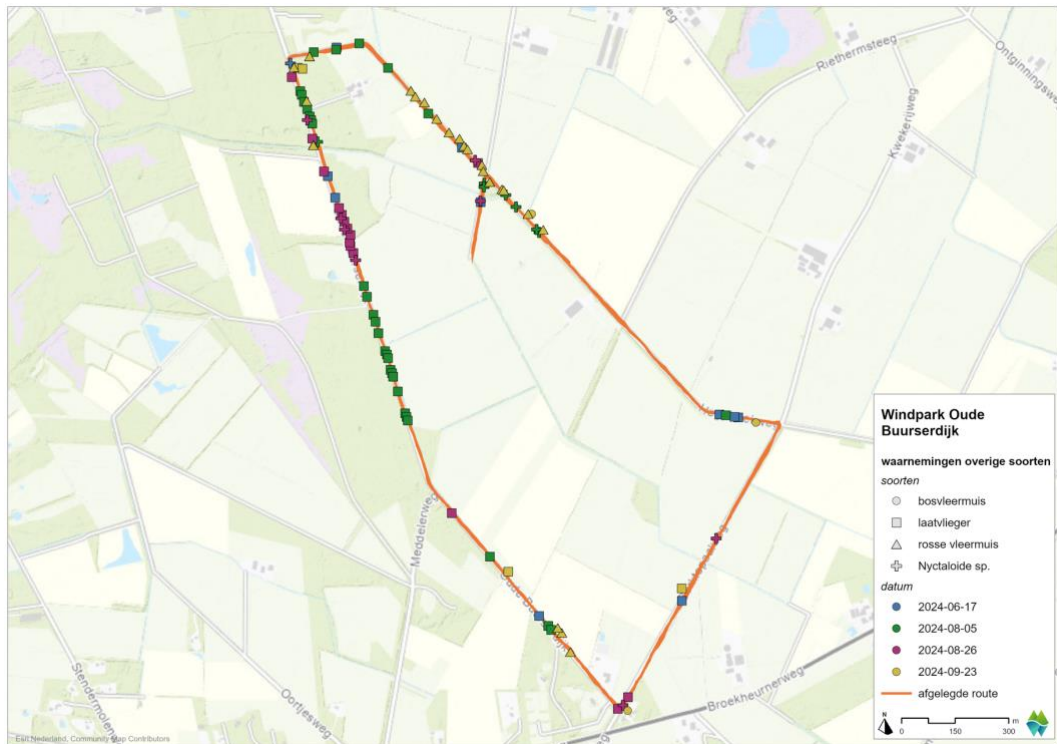 Riethermsteeg
Ontginningsweg
Kwekerijweg
Meddelerweg
Stendermolen
Oortjesweg
Broekheurnerweg
Windpark Oude
Buurserdijk
waarnemingen overige soorten
soorten
bosvleermuis
laatvlieger
rosse vleermuis
Nyctaloide sp.
datum
2024-06-17
2024-08-05
2024-08-26
2024-09-23
afgelegde route
N
0 150 300 m
Esri Nederland, Community Map Contributors